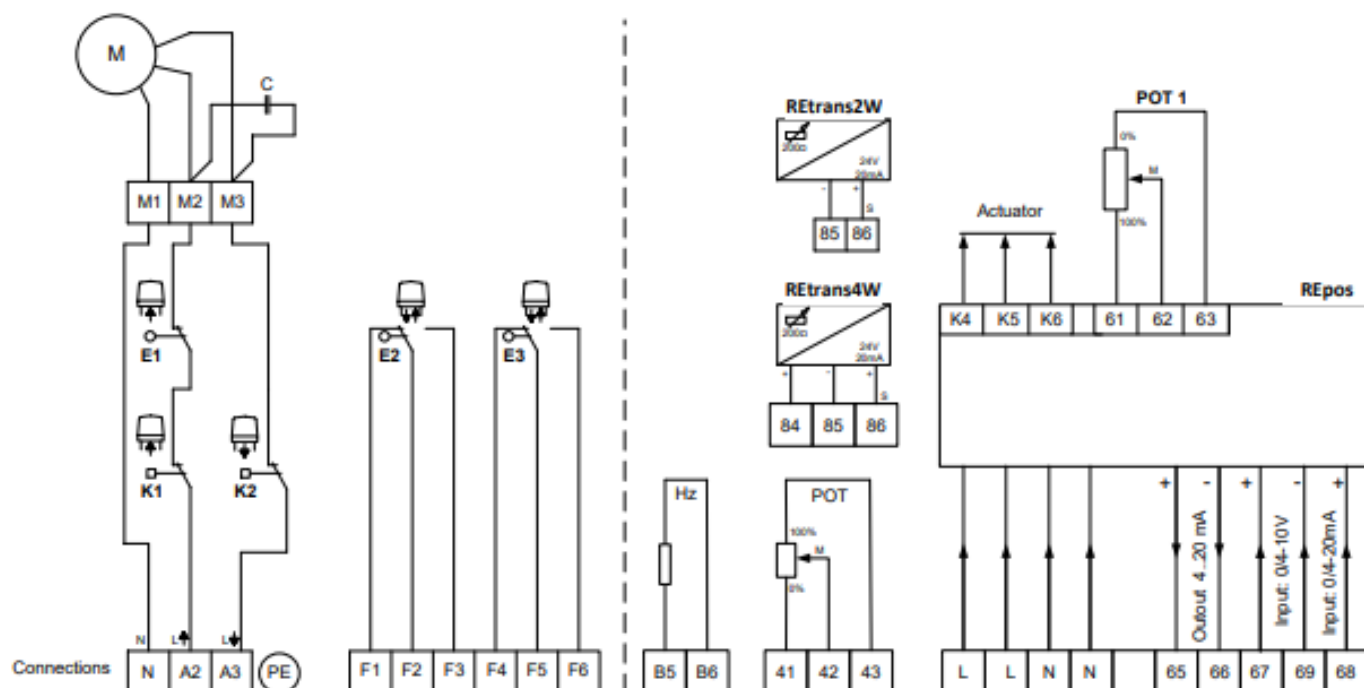 M
C
M1 M2 M3
E1
K1
K2
N L L
Connections N A2 A3 PE
E2
E3
F1 F2 F3 F4 F5 F6
Hz
B5 B6
REtrans2W
200Ω
24V
20mA
- +
S
85 86
REtrans4W
200Ω
24V
20mA
+ - +
S
84 85 86
POT
100%
M
0%
41 42 43
POT 1
0%
M
100%
Actuator
REpos
K4 K5 K6 61 62 63
+ - + - +
Outout 4..20 mA
Input: 0/4-10V
Input: 0/4-20mA
L L N N 65 66 67 69 68